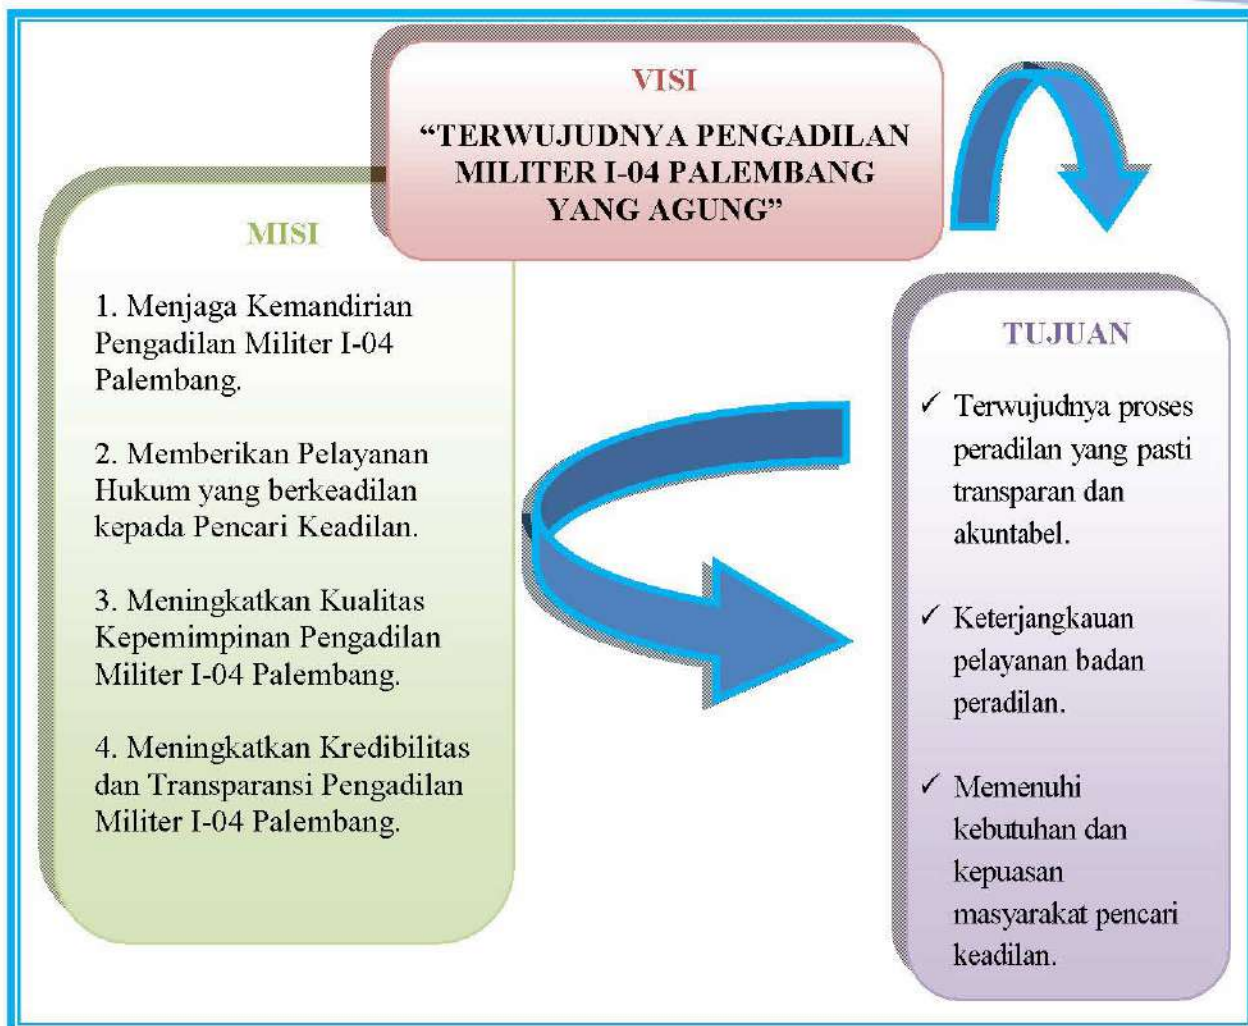 VISI
“TERWUJUDNYA PENGADILAN
MILITER I-04 PALEMBANG
YANG AGUNG”
MISI
1. Menjaga Kemandirian
Pengadilan Militer I-04
Palembang.
2. Memberikan Pelayanan
Hukum yang berkeadilan
kepada Pencari Keadilan.
3. Meningkatkan Kualitas
Kepemimpinan Pengadilan
Militer I-04 Palembang.
4. Meningkatkan Kredibilitas
dan Transparansi Pengadilan
Militer I-04 Palembang.
TUJUAN
✓ Terwujudnya proses
peradilan yang pasti
transparan dan
akuntabel.
✓ Keterjangkauan
pelayanan badan
peradilan.
✓ Memenuhi
kebutuhan dan
kepuasan
masyarakat pencari
keadilan.